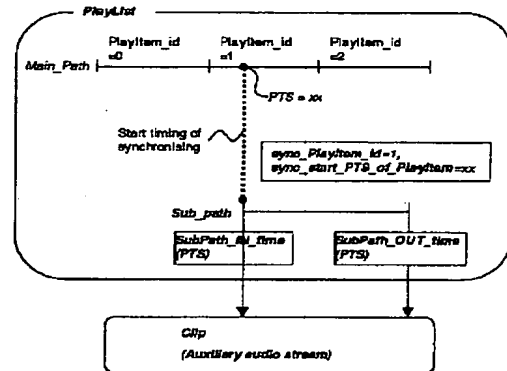 PlayList
PlayItem_id =0
PlayItem_id =1
PlayItem_id =2
Main_Path
PTS = xx
Start timing of
synchronising
sync_PlayItem_id=1,
sync_start_PTS_of_PlayItem=xx
Sub_path
SubPath_IN_time
(PTS)
SubPath_OUT_time
(PTS)
Clip
(Auxiliary audio stream)